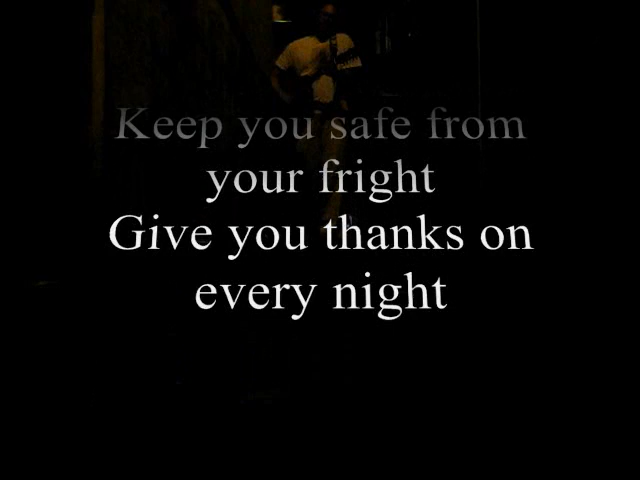 Keep you safe from
your fright
Give you thanks on
every night